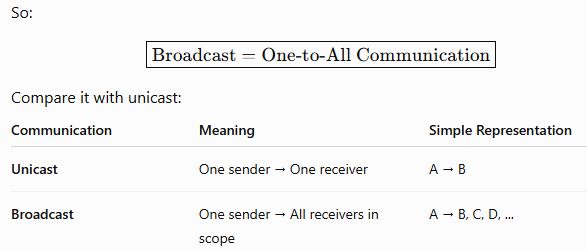 So:
Broadcast = One-to-All Communication
Compare it with unicast:
Communication Meaning Simple Representation
Unicast One sender → One receiver A → B
Broadcast One sender → All receivers in A → B, C, D, ...
scope